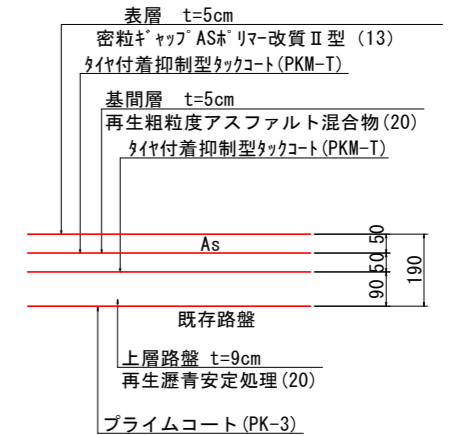 表層 t=5cm
密粒ｷﾞｬｯﾌﾟASﾎﾟﾘﾏｰ改質Ⅱ型 (13)
ﾀｲﾔ付着抑制型ﾀｯｸｺｰﾄ(PKM-T)
基間層 t=5cm
再生粗粒度アスファルト混合物(20)
ﾀｲﾔ付着抑制型ﾀｯｸｺｰﾄ(PKM-T)
As
50
50
90
190
既存路盤
上層路盤 t=9cm
再生瀝青安定処理(20)
プライムコート(PK-3)